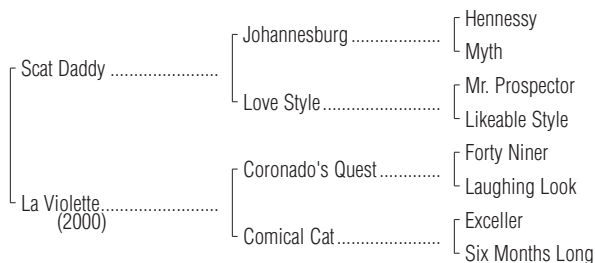 Hennessy
Johannesburg ....................
Myth
Scat Daddy ........................
Mr. Prospector
Love Style..........................
Likeable Style
Forty Niner
Coronado's Quest..............
Laughing Look
La Violette..........................
(2000)
Exceller
Comical Cat.......................
Six Months Long